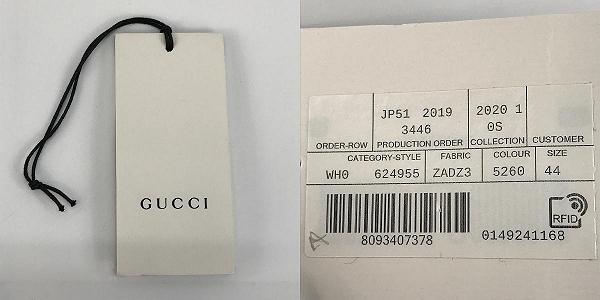 GUCCI
JP51 2019 2020 1
3446 0S
ORDER-ROW PRODUCTION ORDER COLLECTION CUSTOMER
CATEGORY-STYLE FABRIC COLOUR SIZE
WH0 624955 ZADZ3 5260 44
RFID
8093407378 0149241168